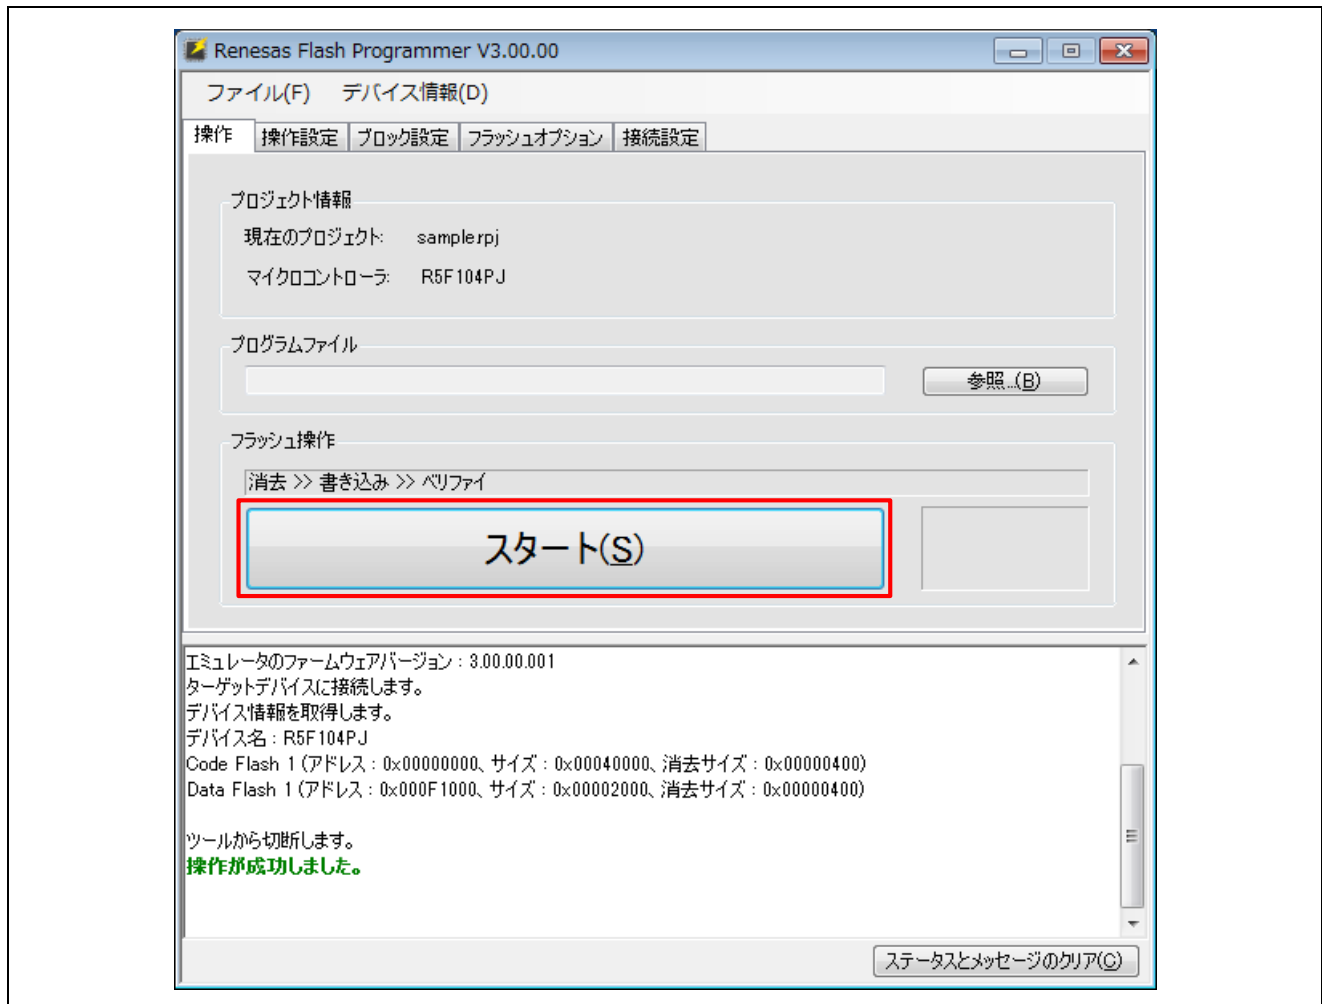 Renesas Flash Programmer V3.00.00
ファイル(F) デバイス情報(D)
操作 操作設定 ブロック設定 フラッシュオプション 接続設定
プロジェクト情報
現在のプロジェクト: sample.rpj
マイクロコントローラ: R5F104PJ
プログラムファイル
参照...(B)
フラッシュ操作
消去 >> 書き込み >> ベリファイ
スタート(S)
エミュレータのファームウェアバージョン : 3.00.00.001
ターゲットデバイスに接続します。
デバイス情報を取得します。
デバイス名 : R5F104PJ
Code Flash 1 (アドレス : 0x00000000、サイズ : 0x00040000、消去サイズ : 0x00000400)
Data Flash 1 (アドレス : 0x000F1000、サイズ : 0x00002000、消去サイズ : 0x00000400)
ツールから切断します。
操作が成功しました。
ステータスとメッセージのクリア(C)